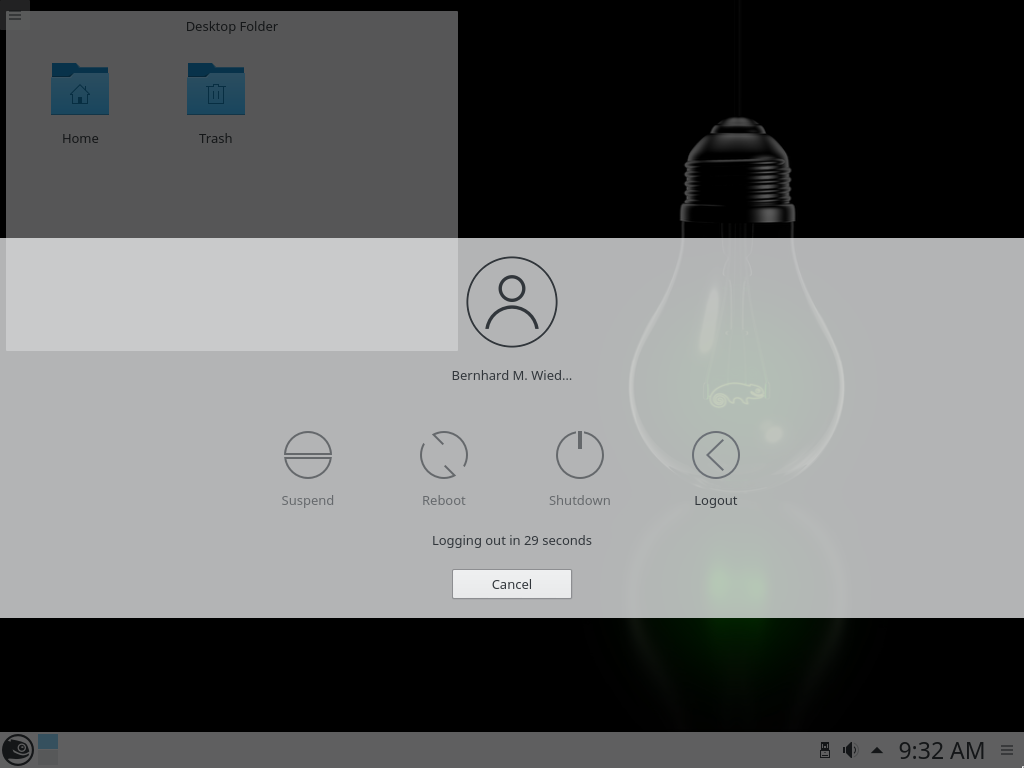 Desktop Folder
Home
Trash
Bernhard M. Wied...
Suspend
Reboot
Shutdown
Logout
Logging out in 29 seconds
Cancel
9:32 AM